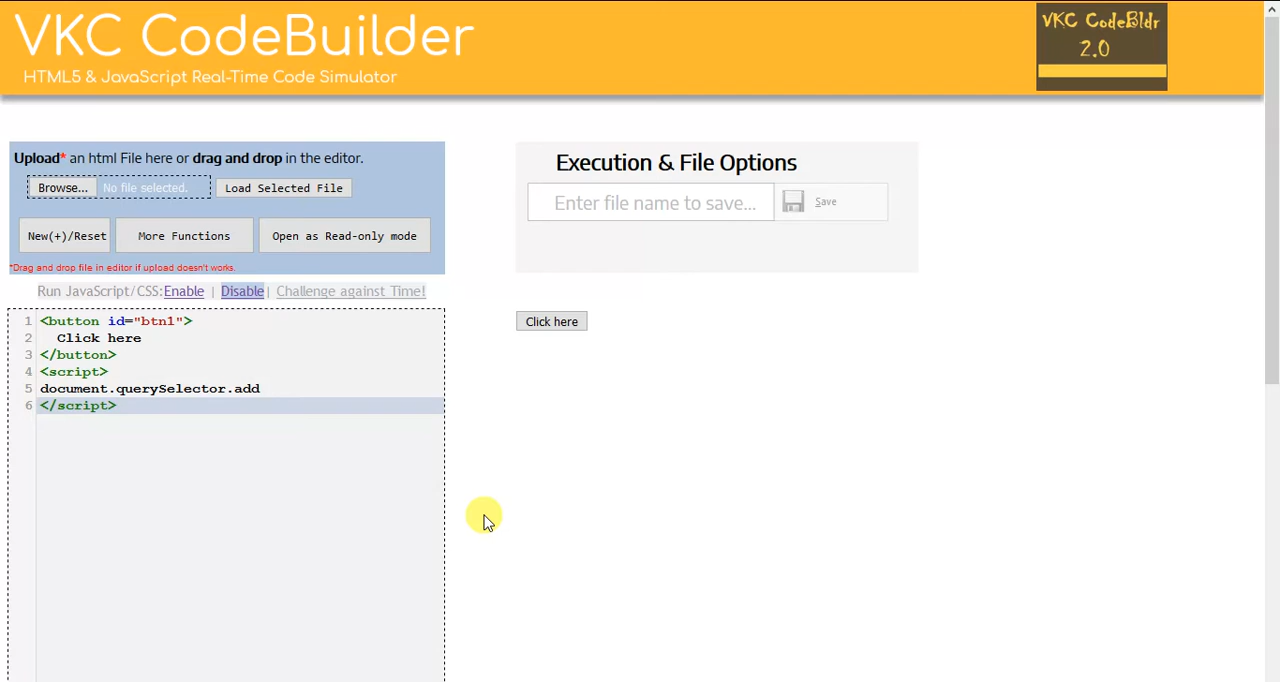 VKC CodeBuilder
HTML5 & JavaScript Real-Time Code Simulator
VKC CodeBldr
2.0
Upload* an html File here or drag and drop in the editor.
Browse... No file selected. Load Selected File
New(+)/Reset More Functions Open as Read-only mode
*Drag and drop file in editor if upload doesn't works.
Run JavaScript/CSS:Enable | Disable| Challenge against Time!
1 <button id="btn1">
2 Click here
3 </button>
4 <script>
5 document.querySelector.add
6 </script>
Execution & File Options
Enter file name to save... Save
Click here